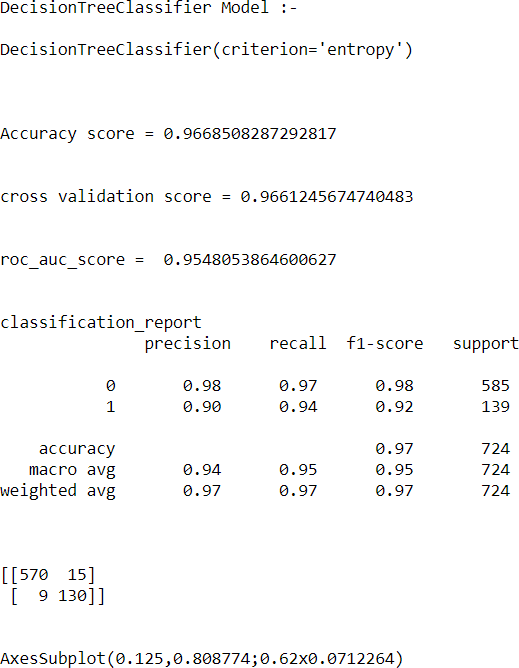 DecisionTreeClassifier Model :-
DecisionTreeClassifier(criterion='entropy')
Accuracy score = 0.9668508287292817
cross validation score = 0.9661245674740483
roc_auc_score =  0.9548053864600627
classification_report
              precision    recall  f1-score   support
           0       0.98      0.97      0.98       585
           1       0.90      0.94      0.92       139
    accuracy                           0.97       724
   macro avg       0.94      0.95      0.95       724
weighted avg       0.97      0.97      0.97       724
[[570  15]
 [  9 130]]
AxesSubplot(0.125,0.808774;0.62x0.0712264)